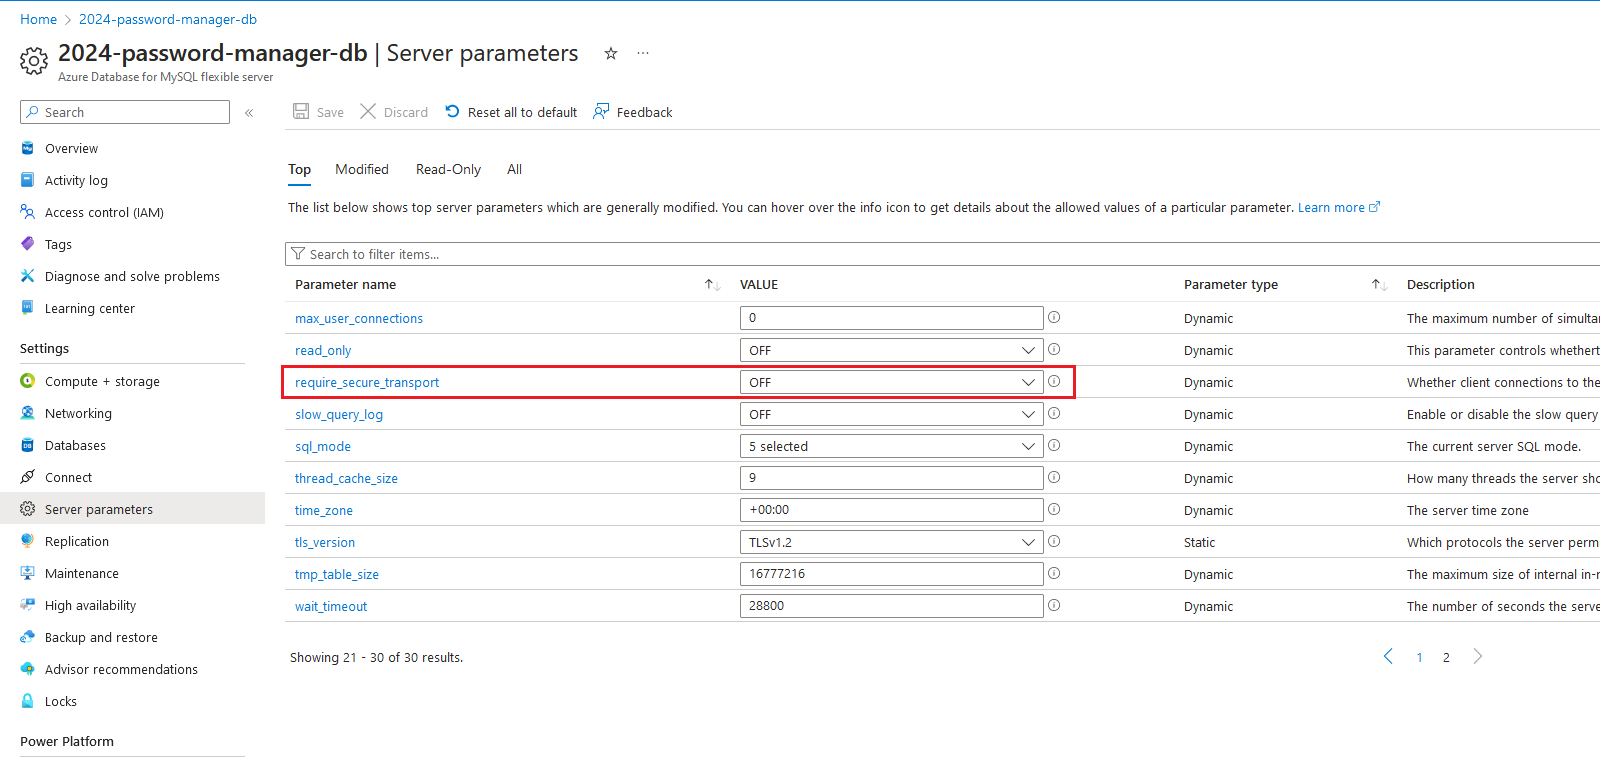 Home > 2024-password-manager-db
2024-password-manager-db | Server parameters ☆ ...
Azure Database for MySQL flexible server
Search «
Overview
Activity log
Access control (IAM)
Tags
Diagnose and solve problems
Learning center
Settings
Compute + storage
Networking
Databases
Connect
Server parameters
Replication
Maintenance
High availability
Backup and restore
Advisor recommendations
Locks
Power Platform
Save Discard Reset all to default Feedback
Top Modified Read-Only All
The list below shows top server parameters which are generally modified. You can hover over the info icon to get details about the allowed values of a particular parameter. Learn more
Search to filter items...
Parameter name VALUE Parameter type Description
max_user_connections 0 Dynamic The maximum number of simultan
read_only OFF Dynamic This parameter controls whethert
require_secure_transport OFF Dynamic Whether client connections to the
slow_query_log OFF Dynamic Enable or disable the slow query
sql_mode 5 selected Dynamic The current server SQL mode.
thread_cache_size 9 Dynamic How many threads the server sho
time_zone +00:00 Dynamic The server time zone
tls_version TLSv1.2 Static Which protocols the server perm
tmp_table_size 16777216 Dynamic The maximum size of internal in-
wait_timeout 28800 Dynamic The number of seconds the serve
Showing 21 - 30 of 30 results.
< 1 2 >